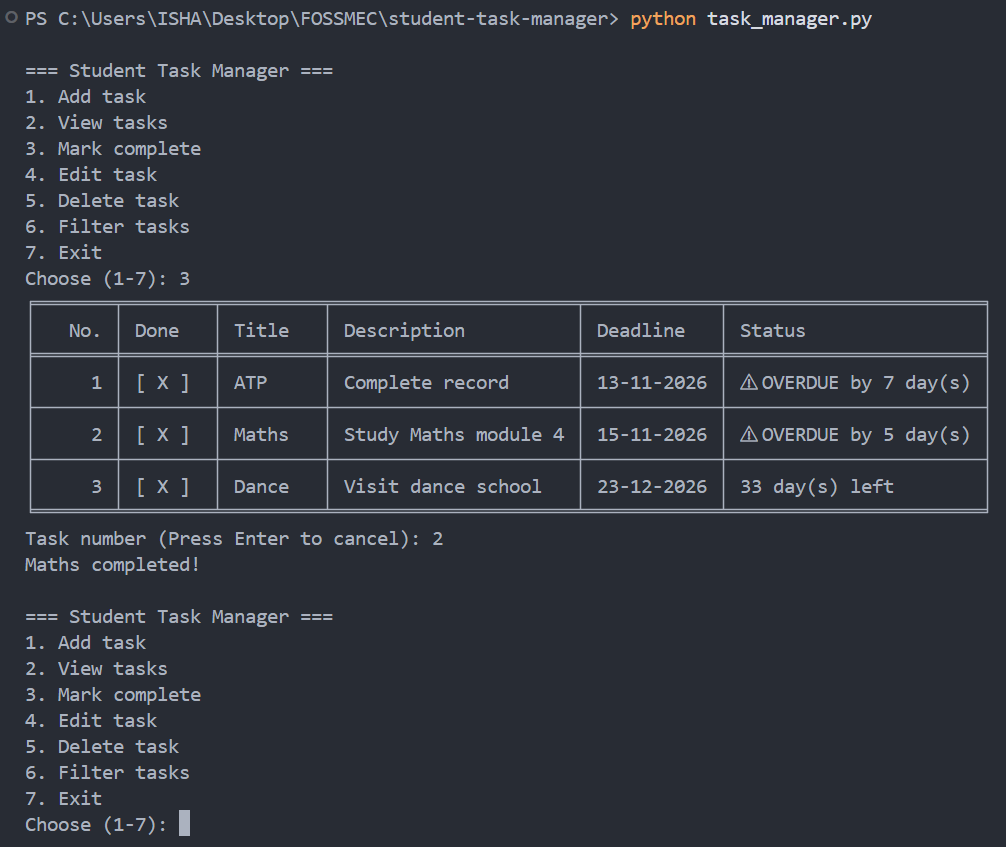 PS C:\Users\ISHA\Desktop\FOSSMEC\student-task-manager> python task_manager.py
=== Student Task Manager ===
1. Add task
2. View tasks
3. Mark complete
4. Edit task
5. Delete task
6. Filter tasks
7. Exit
Choose (1-7): 3
No. Done Title Description Deadline Status
1 [ X ] ATP Complete record 13-11-2026 ⚠OVERDUE by 7 day(s)
2 [ X ] Maths Study Maths module 4 15-11-2026 ⚠OVERDUE by 5 day(s)
3 [ X ] Dance Visit dance school 23-12-2026 33 day(s) left
Task number (Press Enter to cancel): 2
Maths completed!
=== Student Task Manager ===
1. Add task
2. View tasks
3. Mark complete
4. Edit task
5. Delete task
6. Filter tasks
7. Exit
Choose (1-7):